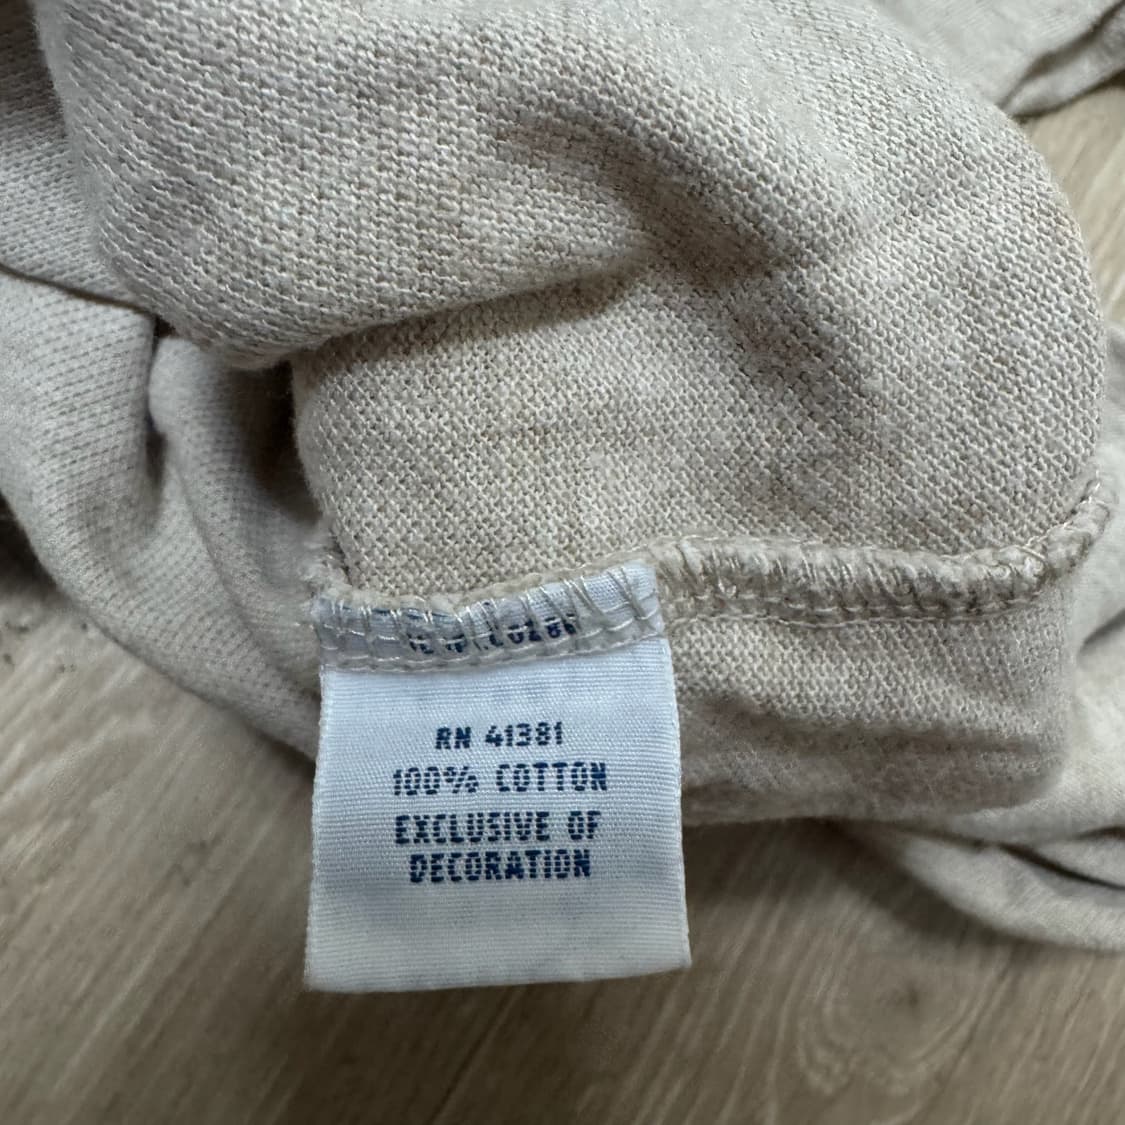 RN 41381
100% COTTON
EXCLUSIVE OF
DECORATION